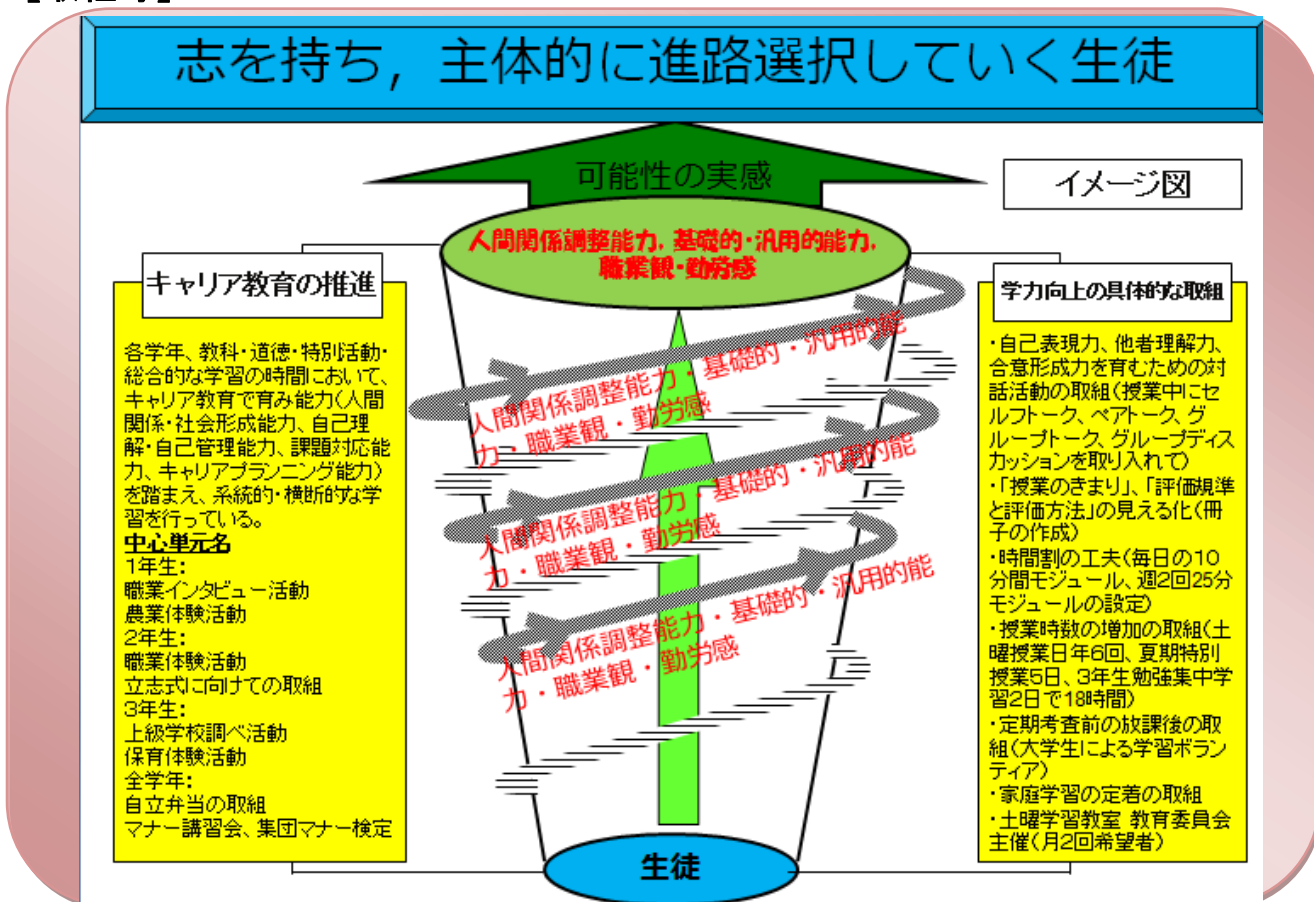 志を持ち，主体的に進路選択していく生徒
可能性の実感
イメージ図
人間関係調整能力，基礎的・汎用的能力，
職業観・勤労感
キャリア教育の推進
各学年、教科・道徳・特別活動・
総合的な学習の時間において、
キャリア教育で育み能力（人間
関係・社会形成能力、自己理
解・自己管理能力、課題対応能
力、キャリアプランニング能力）
を踏まえ、系統的・横断的な学
習を行っている。
中心単元名
1年生：
職業インタビュー活動
農業体験活動
2年生：
職業体験活動
立志式に向けての取組
3年生：
上級学校調べ活動
保育体験活動
全学年：
自立弁当の取組
マナー講習会、集団マナー検定
人間関係調整能力・基礎的・汎用的能
力・職業観・勤労感
人間関係調整能力・基礎的・汎用的能
力・職業観・勤労感
人間関係調整能力・基礎的・汎用的能
力・職業観・勤労感
生徒
学力向上の具体的な取組
・自己表現力、他者理解力、
合意形成力を育むための対
話活動の取組（授業中にセ
ルフトーク、ペアトーク、グ
ループトーク、グループディス
カッションを取り入れて）
・「授業のきまり」、「評価規準
と評価方法」の見える化（冊
子の作成）
・時間割の工夫（毎日の10
分間モジュール、週2回25分
モジュールの設定）
・授業時数の増加の取組（土
曜授業日年6回、夏期特別
授業5日、3年生勉強集中学
習2日で18時間）
・定期考査前の放課後の取
組（大学生による学習ボラン
ティア）
・家庭学習の定着の取組
・土曜学習教室 教育委員会
主催（月2回希望者）